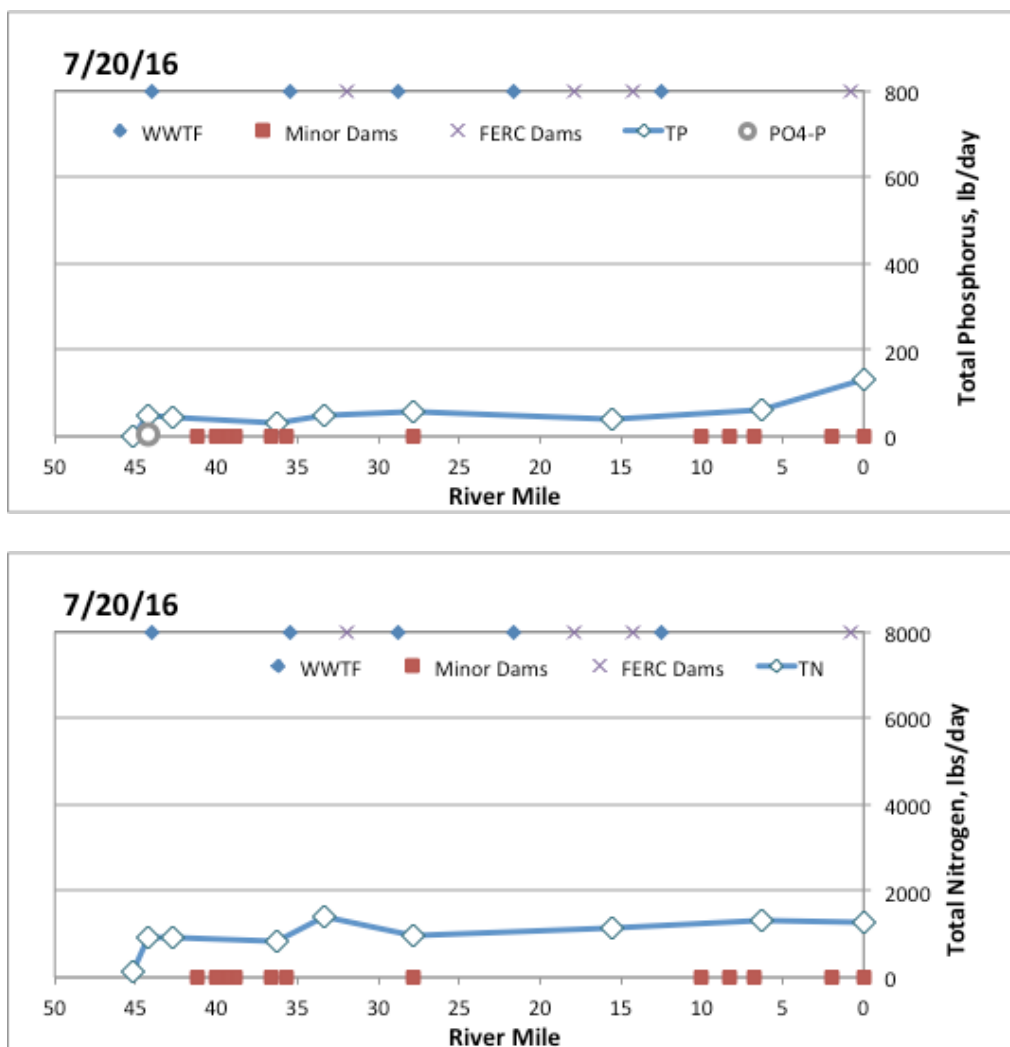 7/20/16
WWTF Minor Dams FERC Dams TP PO4-P
800
600
400
200
0
Total Phosphorus, lb/day
50 45 40 35 30 25 20 15 10 5 0
River Mile
7/20/16
WWTF Minor Dams FERC Dams TN
8000
6000
4000
2000
0
Total Nitrogen, lbs/day
50 45 40 35 30 25 20 15 10 5 0
River Mile